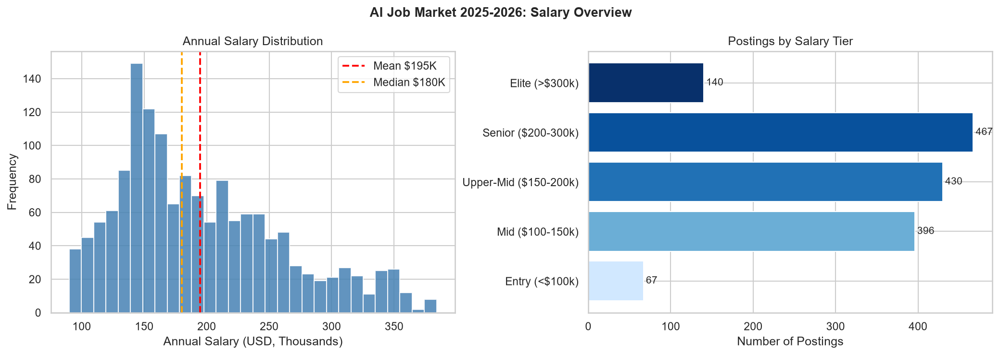 AI Job Market 2025-2026: Salary Overview
Annual Salary Distribution
Mean $195K
Median $180K
Frequency
140
120
100
80
60
40
20
0
100 150 200 250 300 350
Annual Salary (USD, Thousands)
Postings by Salary Tier
Elite (>$300k) 140
Senior ($200-300k) 467
Upper-Mid ($150-200k) 430
Mid ($100-150k) 396
Entry (<$100k) 67
0 100 200 300 400
Number of Postings